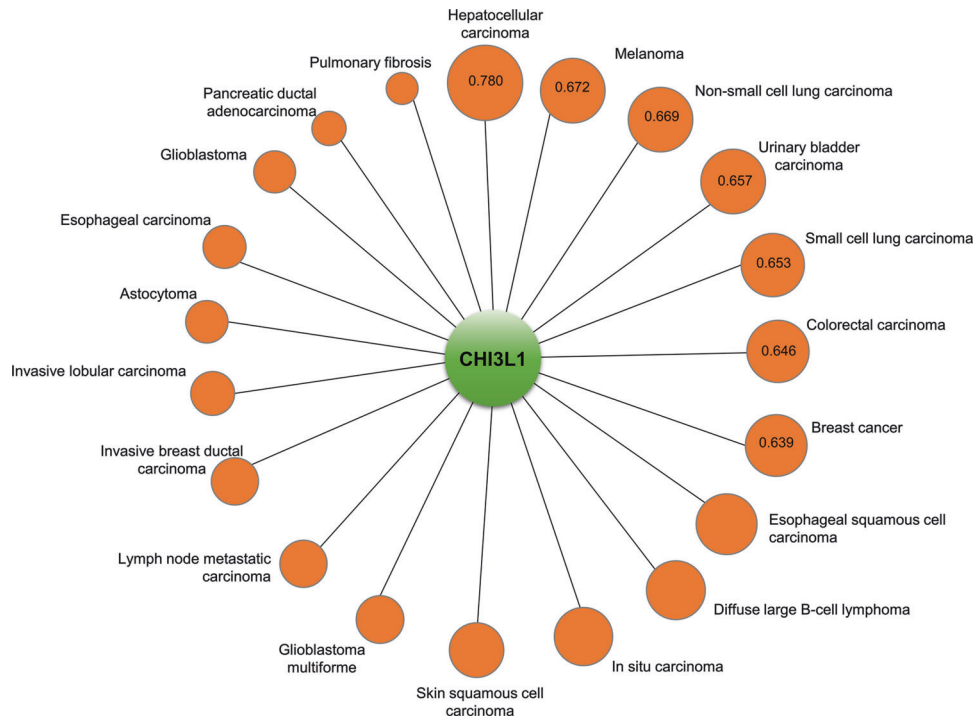 Hepatocellular
carcinoma
0.780
Melanoma
0.672
Non-small cell lung carcinoma
0.669
Urinary bladder
carcinoma
0.657
Small cell lung carcinoma
0.653
Colorectal carcinoma
0.646
Breast cancer
0.639
Esophageal squamous cell
carcinoma
Diffuse large B-cell lymphoma
In situ carcinoma
Skin squamous cell
carcinoma
Glioblastoma
multiforme
Lymph node metastatic
carcinoma
Invasive breast ductal
carcinoma
Invasive lobular carcinoma
Astocytoma
Esophageal carcinoma
Glioblastoma
Pancreatic ductal
adenocarcinoma
Pulmonary fibrosis
CHI3L1